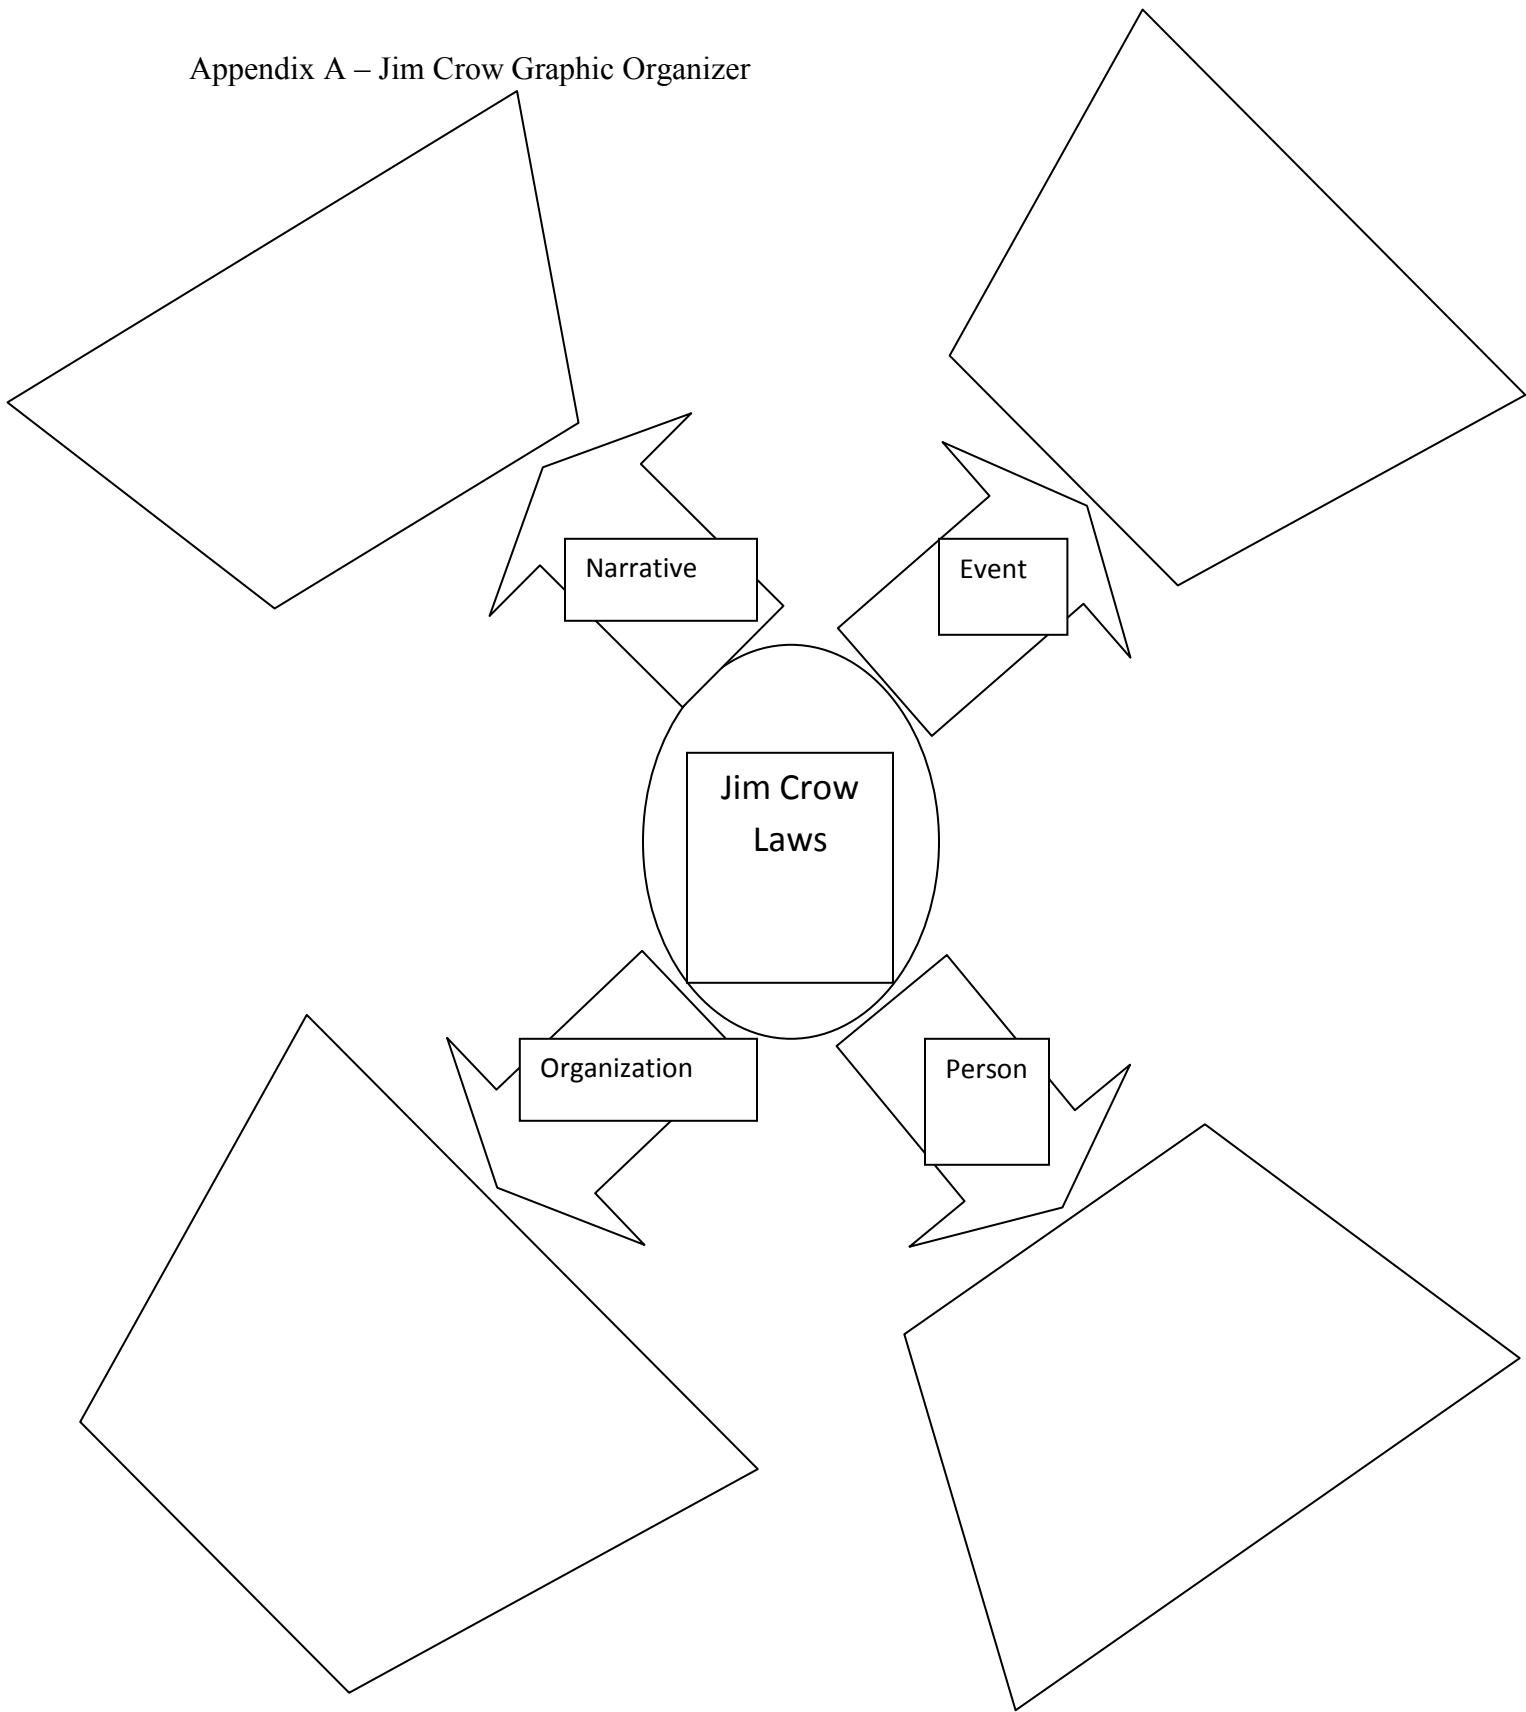 Appendix A – Jim Crow Graphic Organizer
Narrative
Event
Jim Crow
Laws
Organization
Person